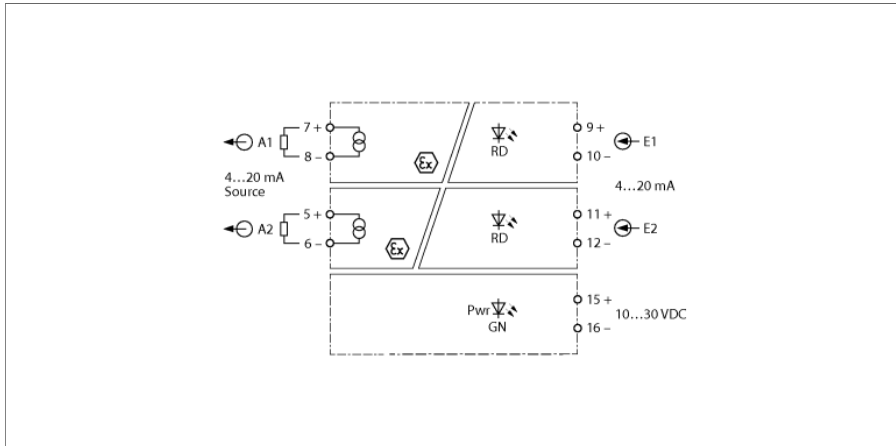 7 +
A1
8 –
4...20 mA
Source
5 +
A2
6 –
Ex
RD
9 +
E1
10 –
4...20 mA
Ex
RD
11 +
E2
12 –
Pwr
GN
15 +
10...30 VDC
16 –